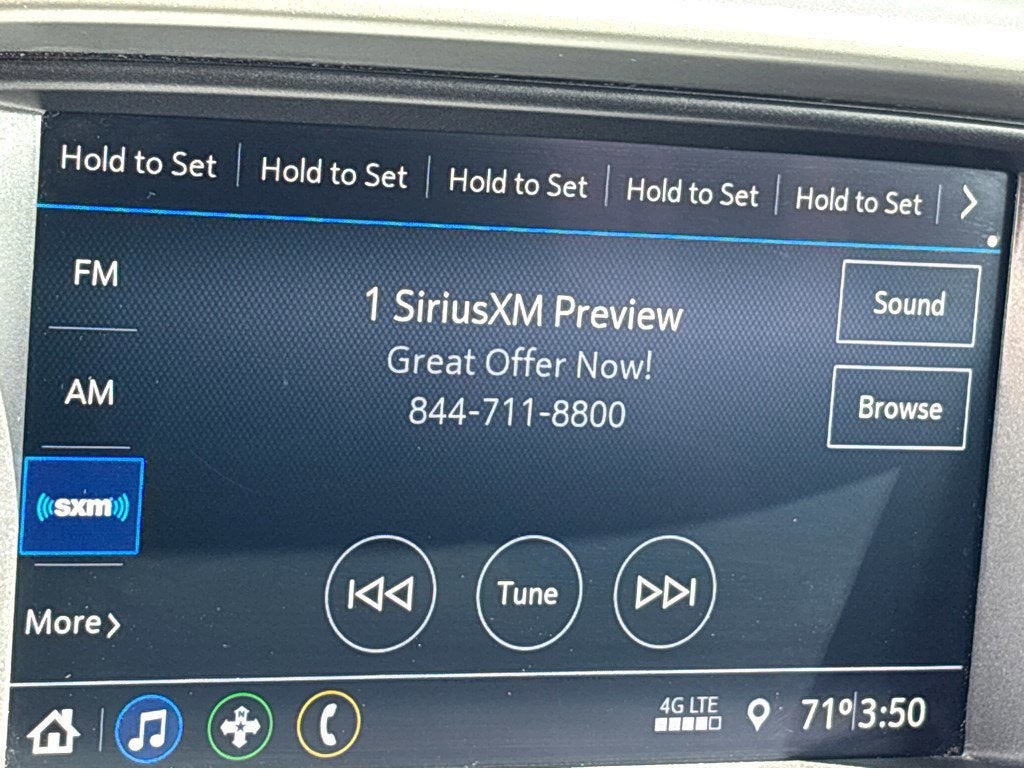 Hold to Set Hold to Set Hold to Set Hold to Set Hold to Set
FM
1 SiriusXM Preview
Sound
Great Offer Now!
AM
844-711-8800
Browse
sxm
Tune
More
N
4G LTE
71° 3:50